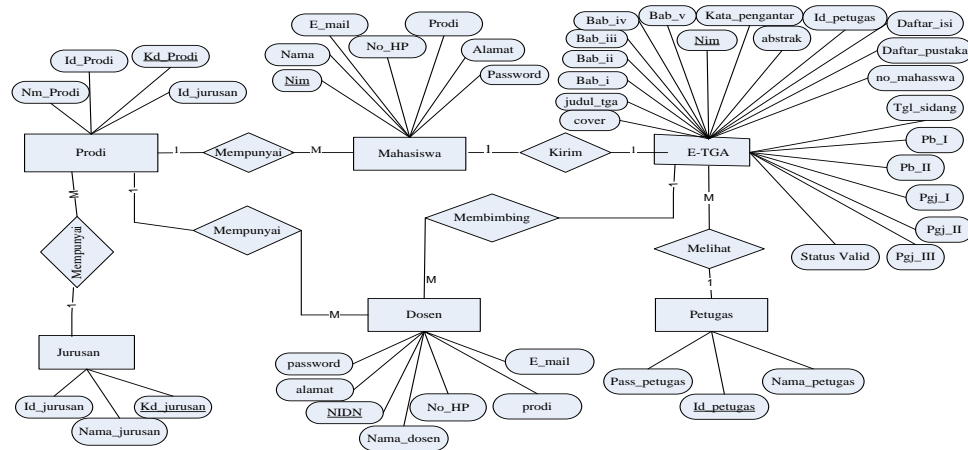 E_mail
Prodi
Bab_iv
Bab_v
Kata_pengantar
Id_petugas
Daftar_isi
Id_Prodi
Kd_Prodi
Nama
No_HP
Alamat
Bab_iii
Nim
abstrak
Daftar_pustaka
Nm_Prodi
Id_jurusan
Nim
Password
Bab_ii
Bab_i
no_mahasswa
judul_tga
cover
Tgl_sidang
Prodi
1
Mempunyai
M
Mahasiswa
1
Kirim
1
E-TGA
Pb_I
Pb_II
Pgj_I
Pgj_II
Pgj_III
Status Valid
M
Mempunyai
1
1
Mempunyai
M
1
Membimbing
M
M
Melihat
1
Jurusan
Dosen
Petugas
Id_jurusan
Nama_jurusan
Kd_jurusan
password
alamat
NIDN
Nama_dosen
No_HP
prodi
E_mail
Pass_petugas
Id_petugas
Nama_petugas